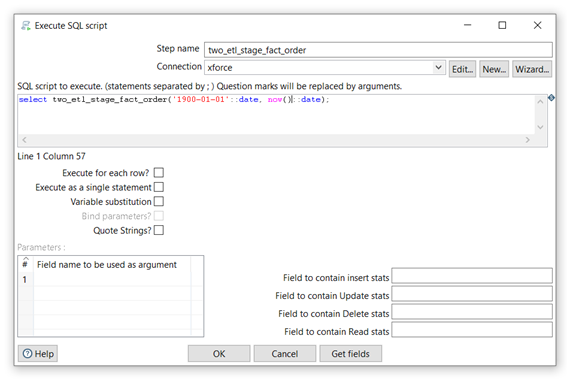 Execute SQL script
Step name two_etl_stage_fact_order
Connection xforce Edit... New... Wizard...
SQL script to execute. (statements separated by ; ) Question marks will be replaced by arguments.
select two_etl_stage_fact_order('1900-01-01'::date, now()::date);
Line 1 Column 57
Execute for each row?
Execute as a single statement
Variable substitution
Bind parameters?
Quote Strings?
Parameters :
# Field name to be used as argument
1
Field to contain insert stats
Field to contain Update stats
Field to contain Delete stats
Field to contain Read stats
Help OK Cancel Get fields